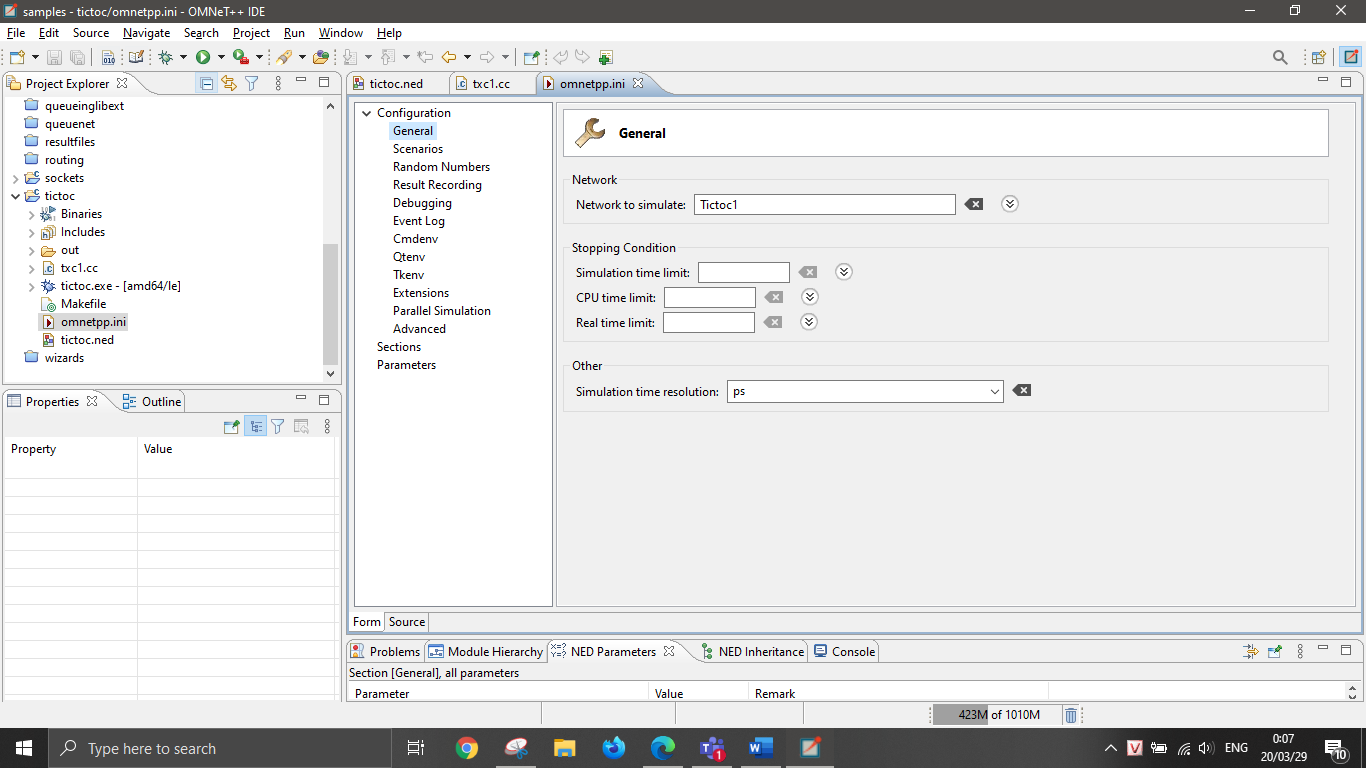 samples - tictoc/omnetpp.ini - OMNeT++ IDE
File Edit Source Navigate Search Project Run Window Help
Project Explorer
queueinglibext
queuenet
resultfiles
routing
sockets
tictoc
Binaries
Includes
out
txc1.cc
tictoc.exe - [amd64/le]
Makefile
omnetpp.ini
tictoc.ned
wizards
Properties Outline
Property Value
tictoc.ned txc1.cc omnetpp.ini
Configuration
General
Scenarios
Random Numbers
Result Recording
Debugging
Event Log
Cmdenv
Qtenv
Tkenv
Extensions
Parallel Simulation
Advanced
Sections
Parameters
General
Network
Network to simulate: Tictoc1
Stopping Condition
Simulation time limit:
CPU time limit:
Real time limit:
Other
Simulation time resolution: ps
Form Source
Problems Module Hierarchy NED Parameters NED Inheritance Console
Section [General], all parameters
Parameter Value Remark
423M of 1010M
Type here to search
1
V
ENG
0:07
20/03/29
10